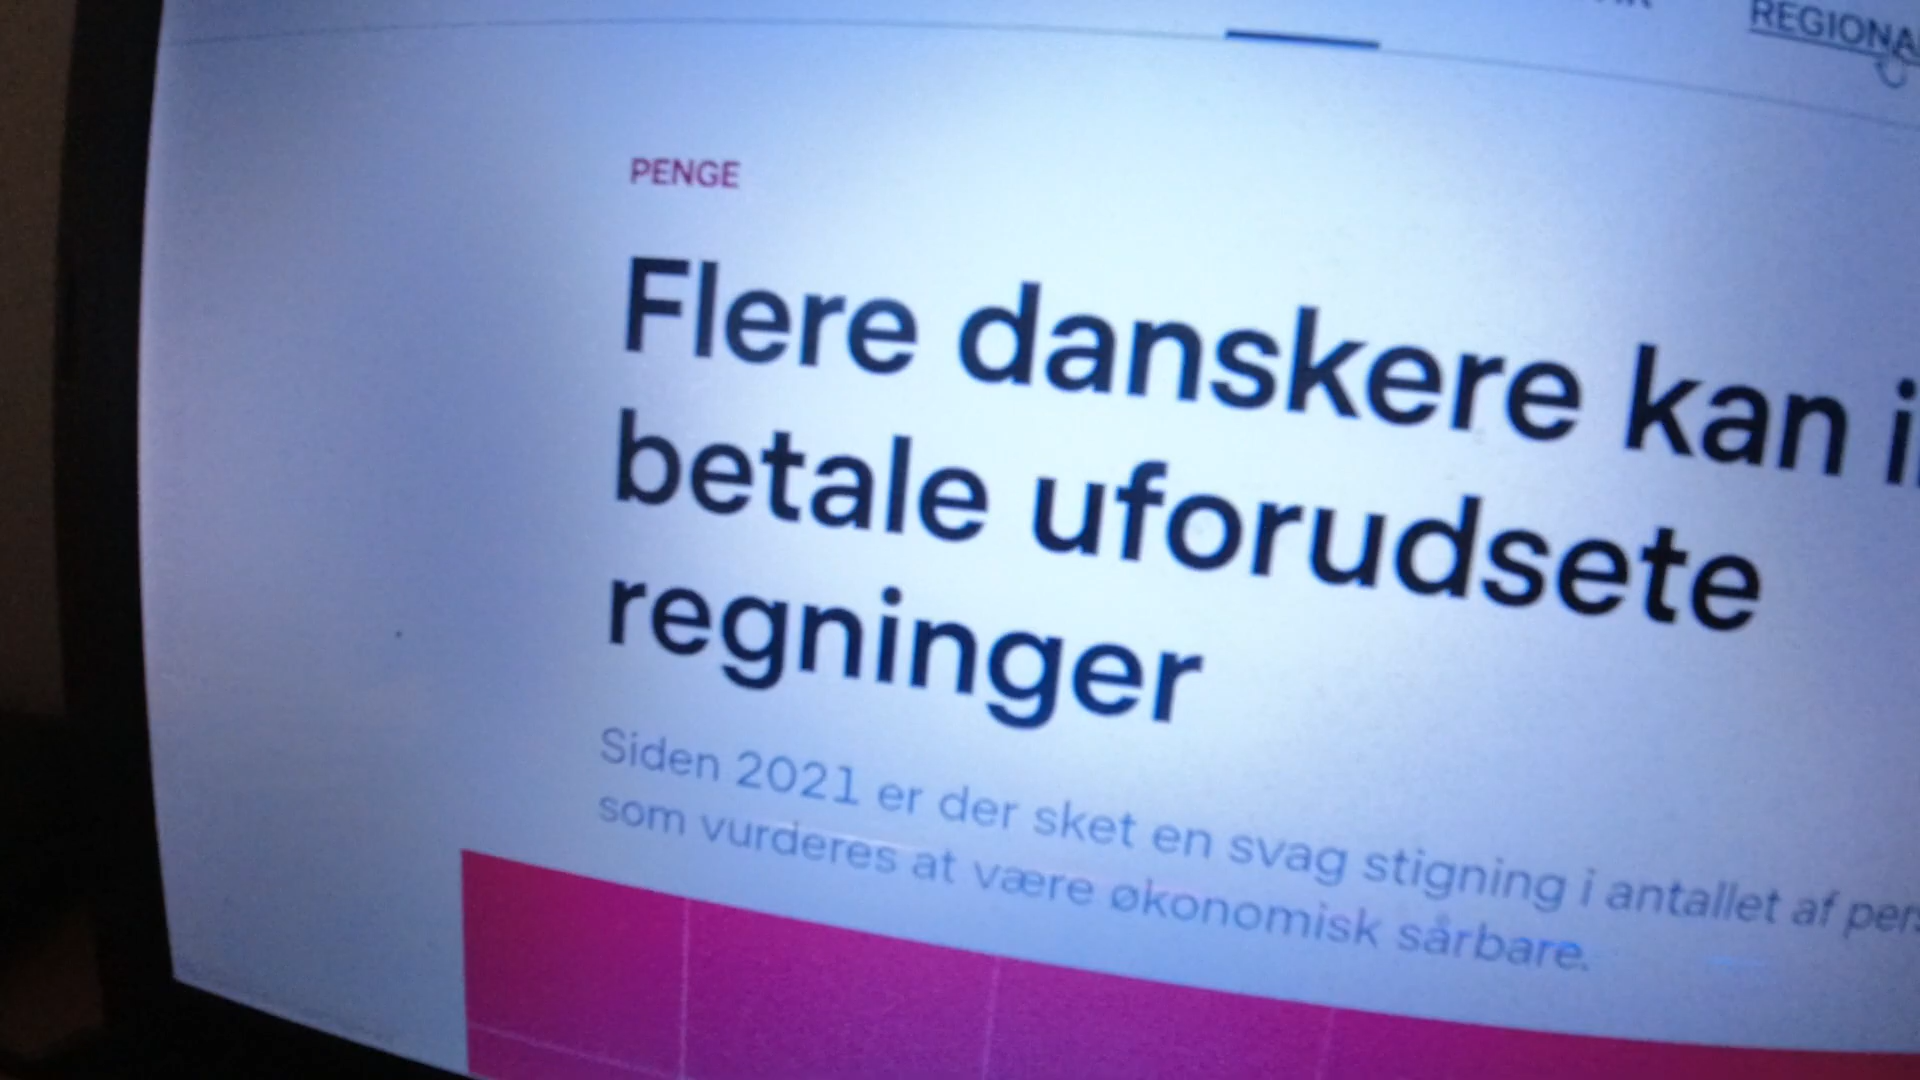 REGIONA
PENGE
Flere danskere kan i
betale uforudsete
regninger
Siden 2021 er der sket en svag stigning i antallet af pers
som vurderes at være økonomisk sårbare.